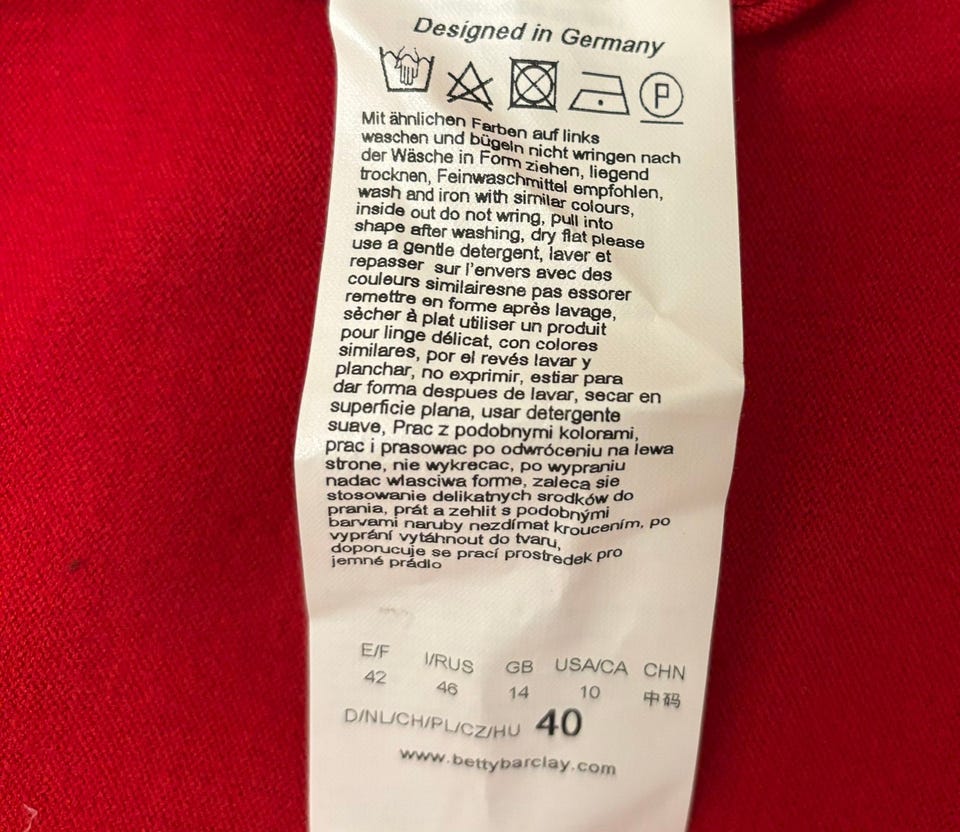 Designed in Germany
P
Mit ähnlichen Farben auf links
waschen und bügeln nicht wringen nach
der Wäsche in Form ziehen, liegend
trocknen, Feinwaschmittel empfohlen,
wash and iron with similar colours,
inside out do not wring, pull into
shape after washing, dry flat please
use a gentle detergent, laver et
repasser sur l'envers avec des
couleurs similairesne pas essorer
remettre en forme après lavage,
sècher à plat utiliser un produit
pour linge délicat, con colores
similares, por el revés lavar y
planchar, no exprimir, estiar para
dar forma despues de lavar, secar en
superficie plana, usar detergente
suave, Prac z podobnymi kolorami,
prac i prasowac po odwróceniu na lewa
strone, nie wykrecac, po wypraniu
nadac wlasciwa forme, zaleca sie
stosowanie delikatnych srodków do
prania, prát a zehlit s podobnými
barvami naruby nezdímat kroucením, po
vyprání vytáhnout do tvaru,
doporucuje se prací prostredek pro
jemné prádlo
E/F I/RUS GB USA/CA CHN
42 46 14 10 中码
D/NL/CH/PL/CZ/HU 40
www.bettybarclay.com